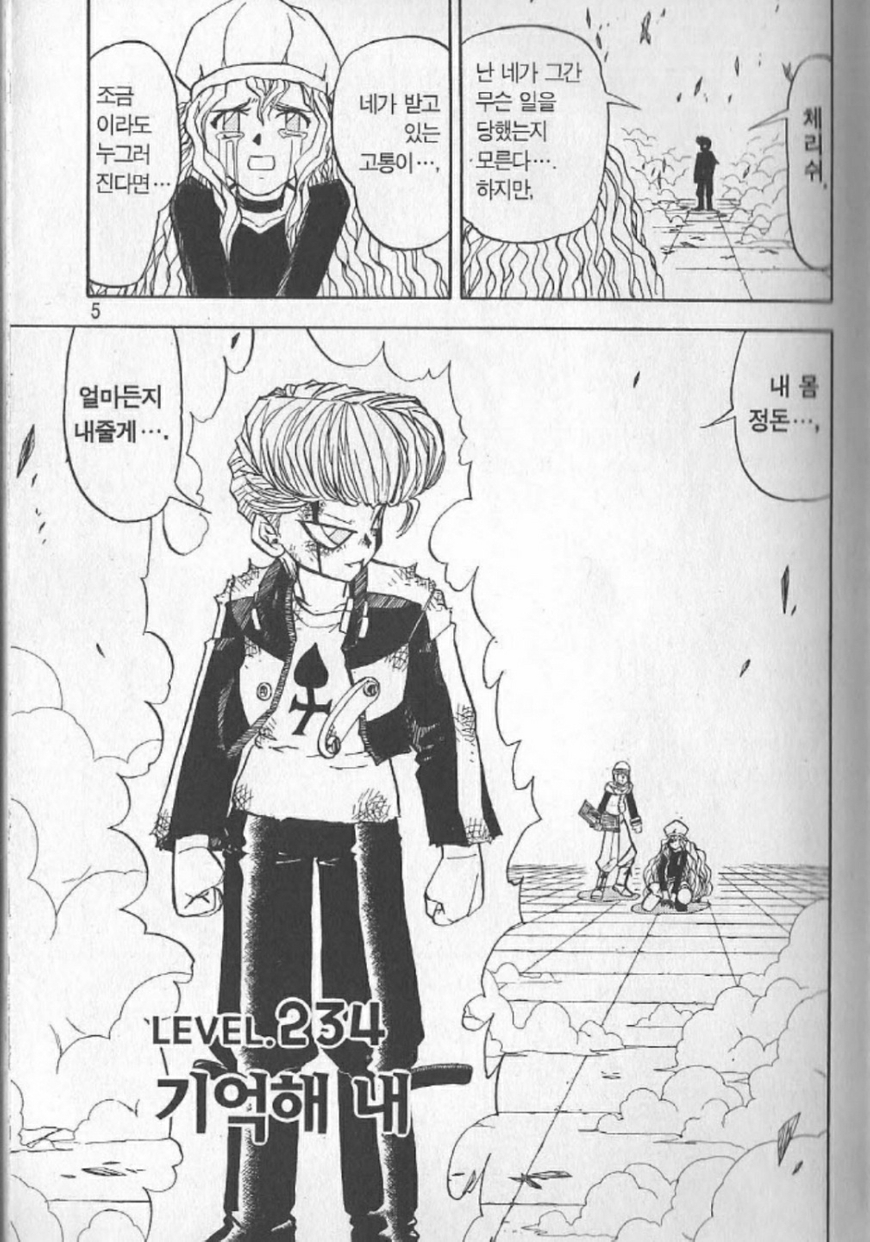 체리쉬,
난 네가 그간
무슨 일을
당했는지
모른다….
하지만,
네가 받고
있는
고통이…,
조금
이라도
누그러
진다면…
5
내 몸
정돈…,
얼마든지
내줄게….
LEVEL.234
기억해 내